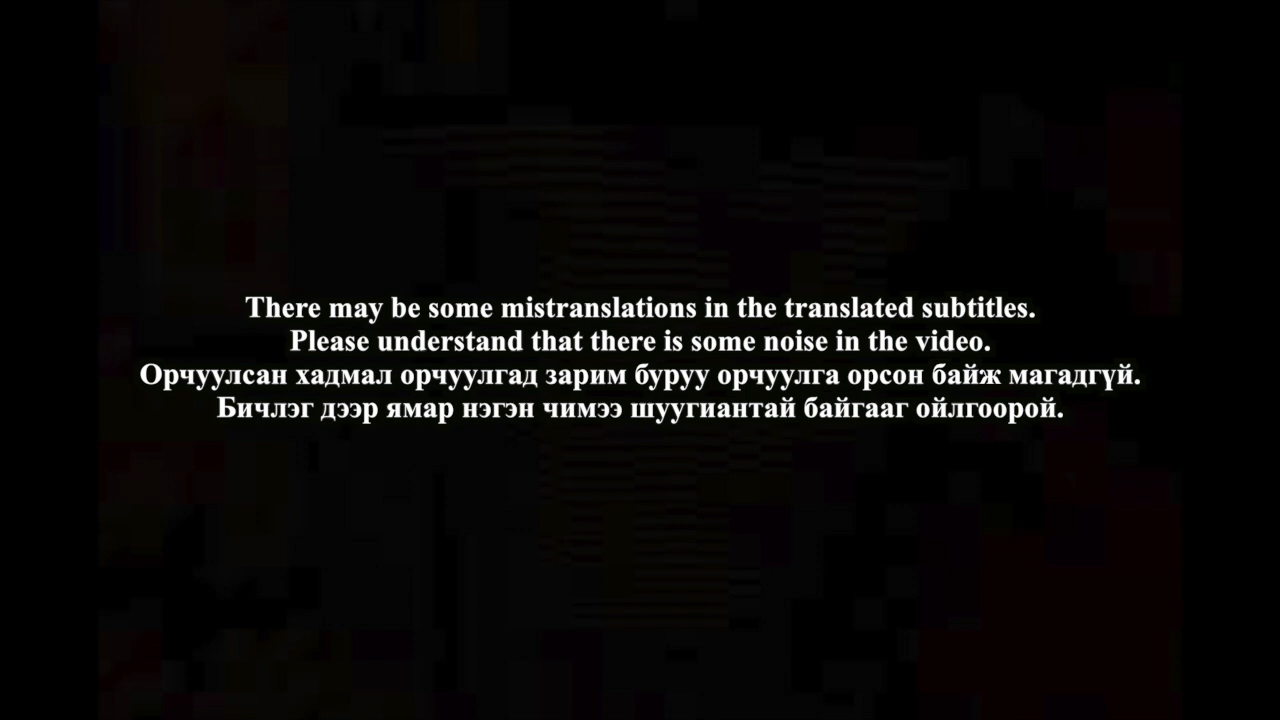 There may be some mistranslations in the translated subtitles.
Please understand that there is some noise in the video.
Орчуулсан хадмал орчуулгад зарим буруу орчуулга орсон байж магадгүй.
Бичлэг дээр ямар нэгэн чимээ шуугиантай байгааг ойлгоорой.